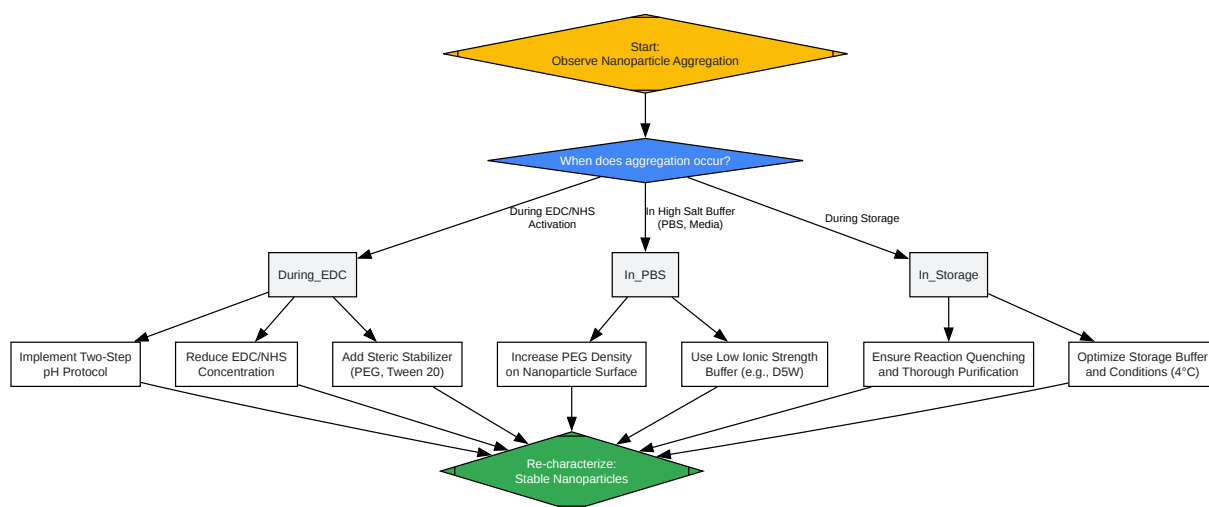 Start:
Observe Nanoparticle Aggregation
When does aggregation occur?
During EDC/NHS
Activation
In High Salt Buffer
(PBS, Media)
During Storage
During_EDC
In_PBS
In_Storage
Implement Two-Step
pH Protocol
Reduce EDC/NHS
Concentration
Add Steric Stabilizer
(PEG, Tween 20)
Increase PEG Density
on Nanoparticle Surface
Use Low Ionic Strength
Buffer (e.g., D5W)
Ensure Reaction Quenching
and Thorough Purification
Optimize Storage Buffer
and Conditions (4°C)
Re-characterize:
Stable Nanoparticles